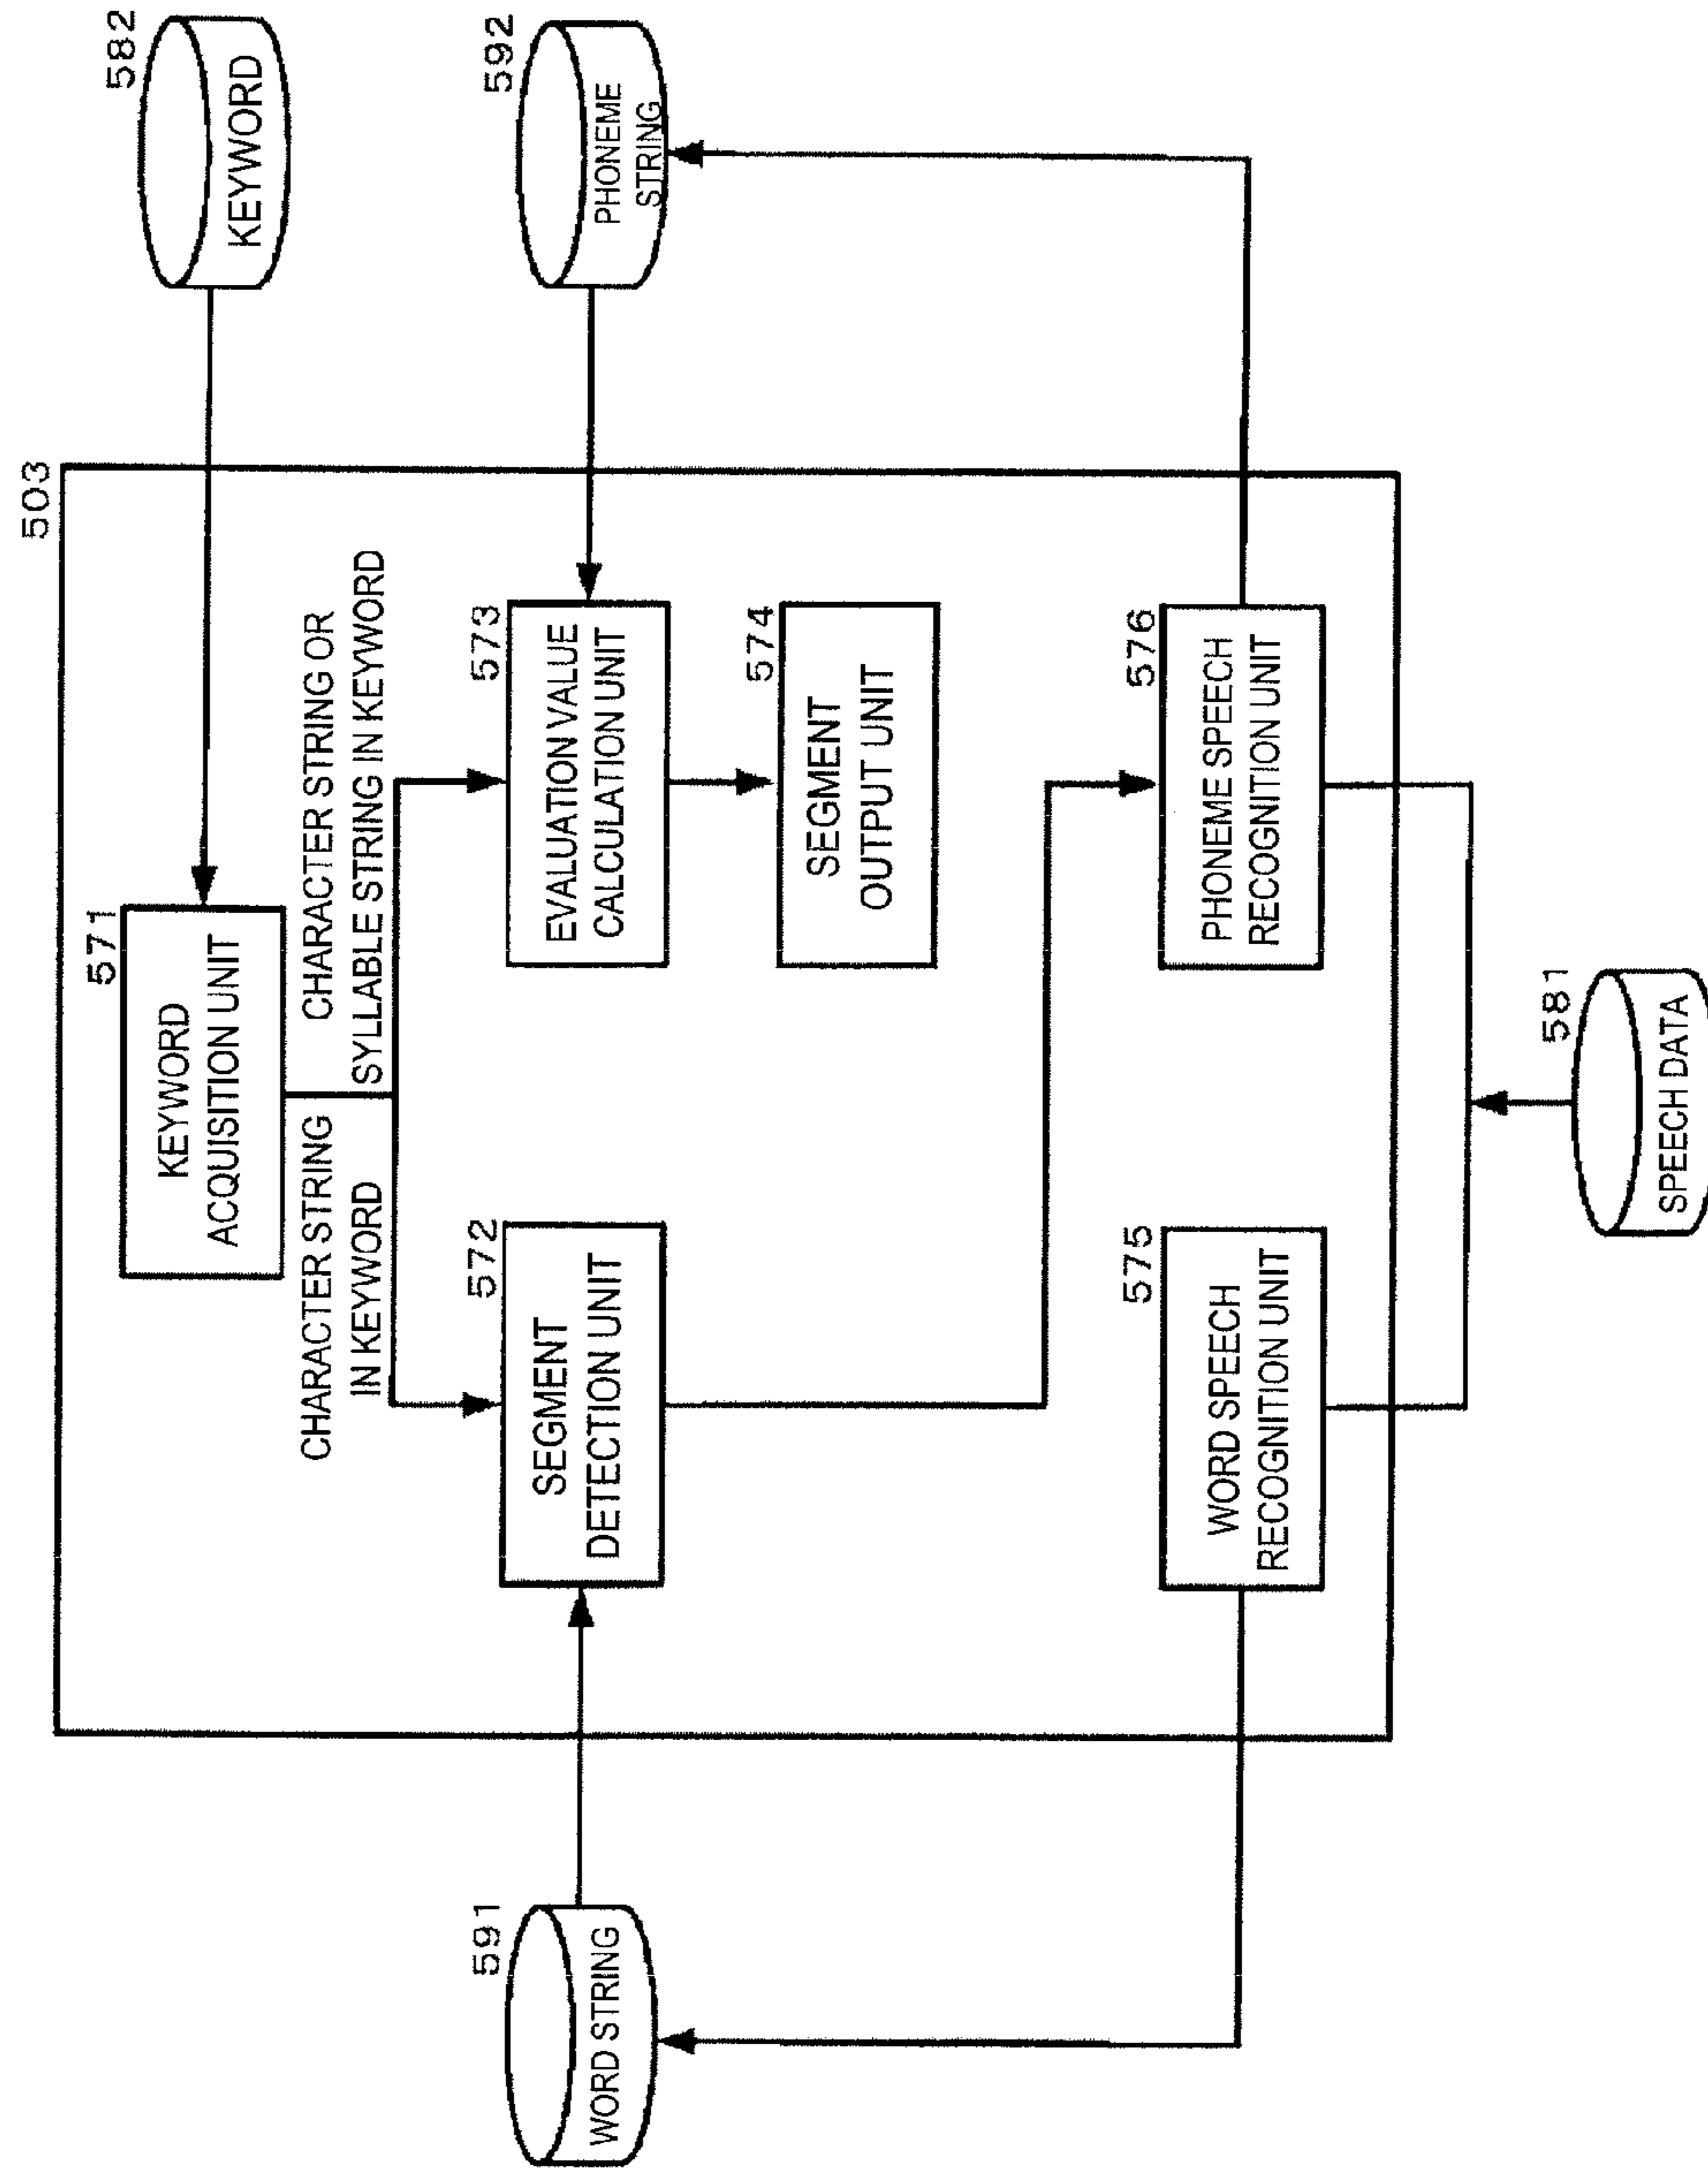 503
582
KEYWORD
571
KEYWORD
ACQUISITION UNIT
CHARACTER STRING
IN KEYWORD
CHARACTER STRING OR
SYLLABLE STRING IN KEYWORD
591
WORD STRING
572
SEGMENT
DETECTION UNIT
573
EVALUATION VALUE
CALCULATION UNIT
592
PHONEME
STRING
574
SEGMENT
OUTPUT UNIT
575
WORD SPEECH
RECOGNITION UNIT
576
PHONEME SPEECH
RECOGNITION UNIT
581
SPEECH DATA